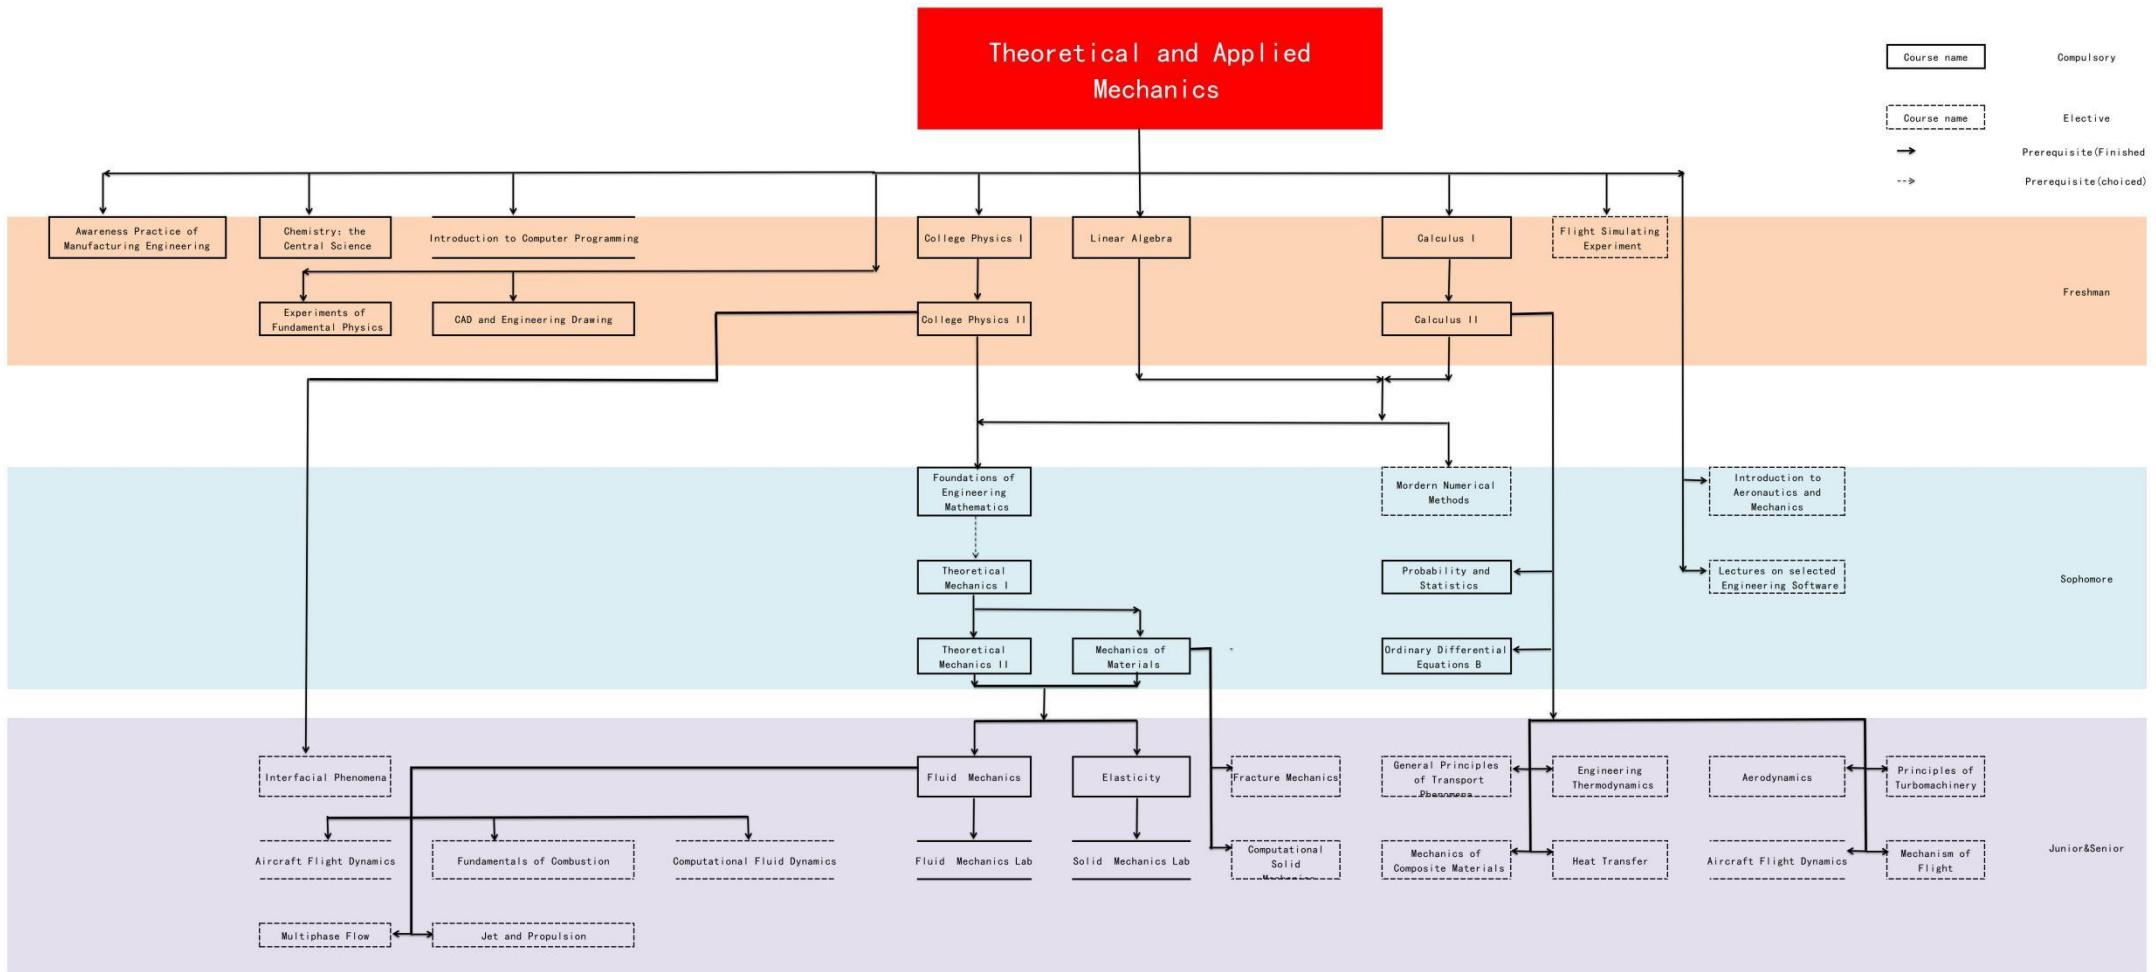 Theoretical and Applied
Mechanics
Course name
Compulsory
Course name
Elective
Prerequisite(Finished
Prerequisite(choiced)
Awareness Practice of
Manufacturing Engineering
Chemistry: the
Central Science
Introduction to Computer Programming
College Physics I
Linear Algebra
Calculus I
Flight Simulating
Experiment
Freshman
Experiments of
Fundamental Physics
CAD and Engineering Drawing
College Physics II
Calculus II
Foundations of
Engineering
Mathematics
Mordern Numerical
Methods
Introduction to
Aeronautics and
Mechanics
Theoretical
Mechanics I
Probability and
Statistics
Lectures on selected
Engineering Software
Sophomore
Theoretical
Mechanics II
Mechanics of
Materials
-
Ordinary Differential
Equations B
Interfacial Phenomena
Fluid Mechanics
Elasticity
Fracture Mechanics
General Principles
of Transport
Phenomena
Engineering
Thermodynamics
Aerodynamics
Principles of
Turbomachinery
Aircraft Flight Dynamics
Fundamentals of Combustion
Computational Fluid Dynamics
Fluid Mechanics Lab
Solid Mechanics Lab
Computational
Solid
Mechanics
Mechanics of
Composite Materials
Heat Transfer
Aircraft Flight Dynamics
Mechanism of
Flight
Junior&Senior
Multiphase Flow
Jet and Propulsion